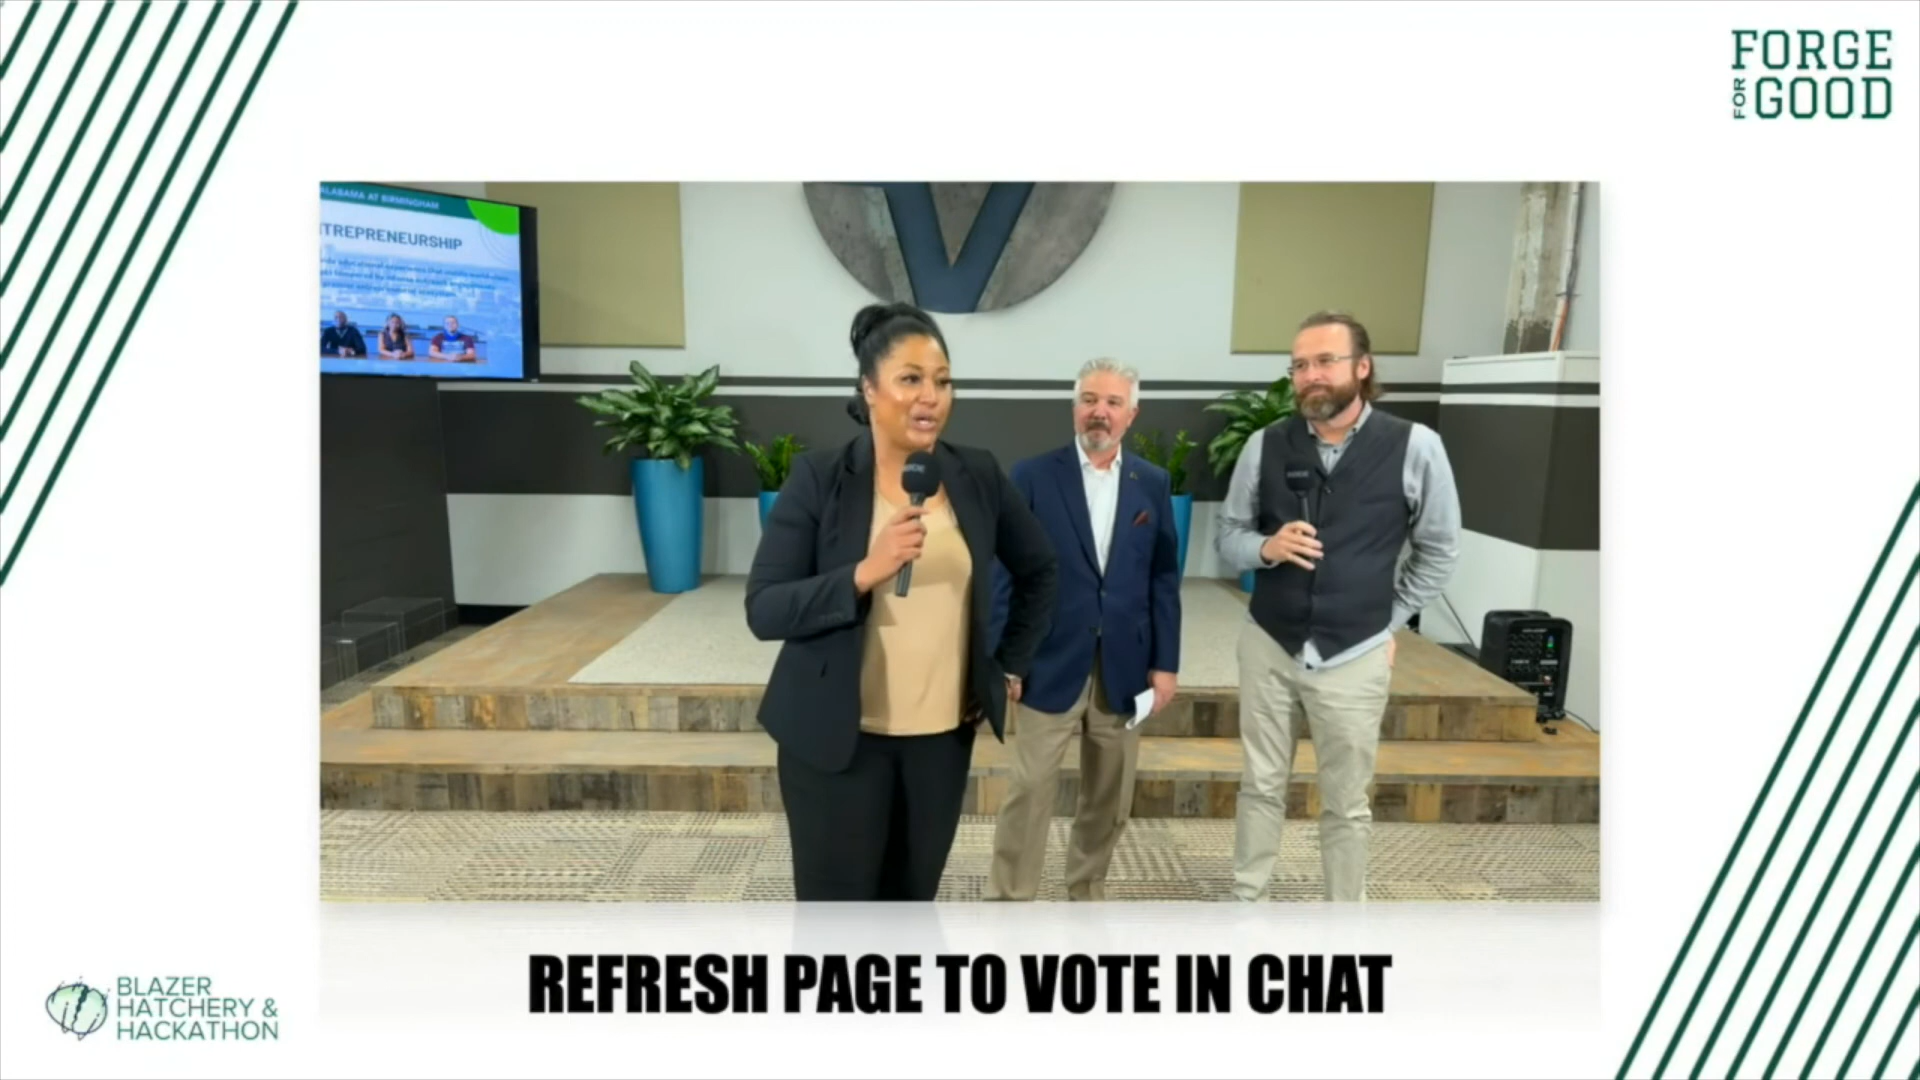 FORGE
FOR GOOD
ALABAMA AT BIRMINGHAM
TREPRENEURSHIP
REFRESH PAGE TO VOTE IN CHAT
BLAZER
HATCHERY &
HACKATHON